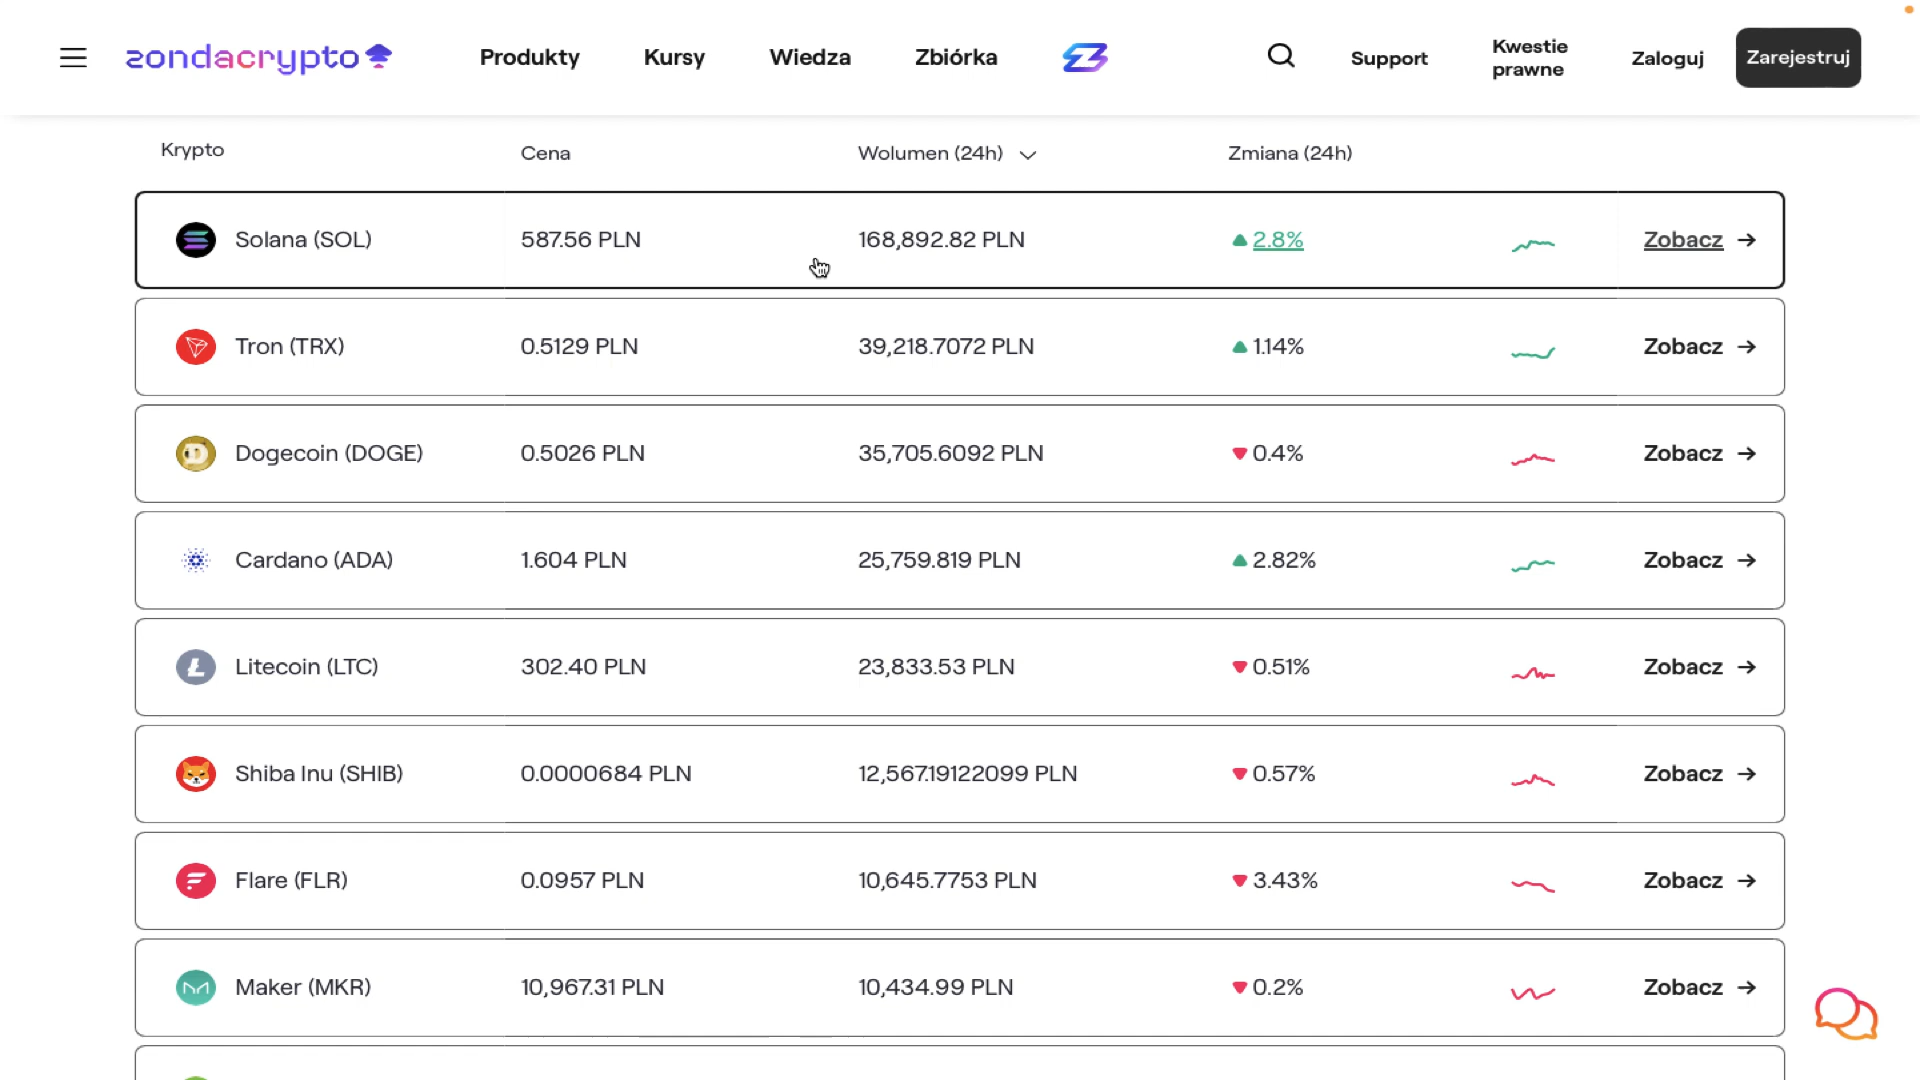 zondacrypto
Produkty
Kursy
Wiedza
Zbiórka
Support
Kwestie
prawne
Zaloguj
Zarejestruj
Krypto
Cena
Wolumen (24h)
Zmiana (24h)
Solana (SOL) 587.56 PLN 168,892.82 PLN 2.8% Zobacz →
Tron (TRX) 0.5129 PLN 39,218.7072 PLN 1.14% Zobacz →
Dogecoin (DOGE) 0.5026 PLN 35,705.6092 PLN 0.4% Zobacz →
Cardano (ADA) 1.604 PLN 25,759.819 PLN 2.82% Zobacz →
Litecoin (LTC) 302.40 PLN 23,833.53 PLN 0.51% Zobacz →
Shiba Inu (SHIB) 0.0000684 PLN 12,567.19122099 PLN 0.57% Zobacz →
Flare (FLR) 0.0957 PLN 10,645.7753 PLN 3.43% Zobacz →
Maker (MKR) 10,967.31 PLN 10,434.99 PLN 0.2% Zobacz →